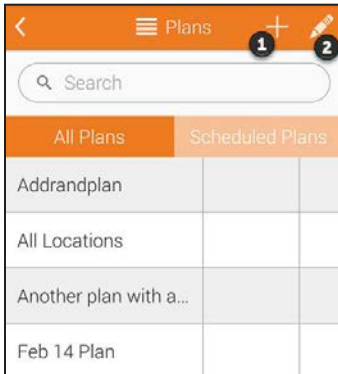 Plans
1
2
Search
All Plans
Scheduled Plans
Addrandplan
All Locations
Another plan with a...
Feb 14 Plan